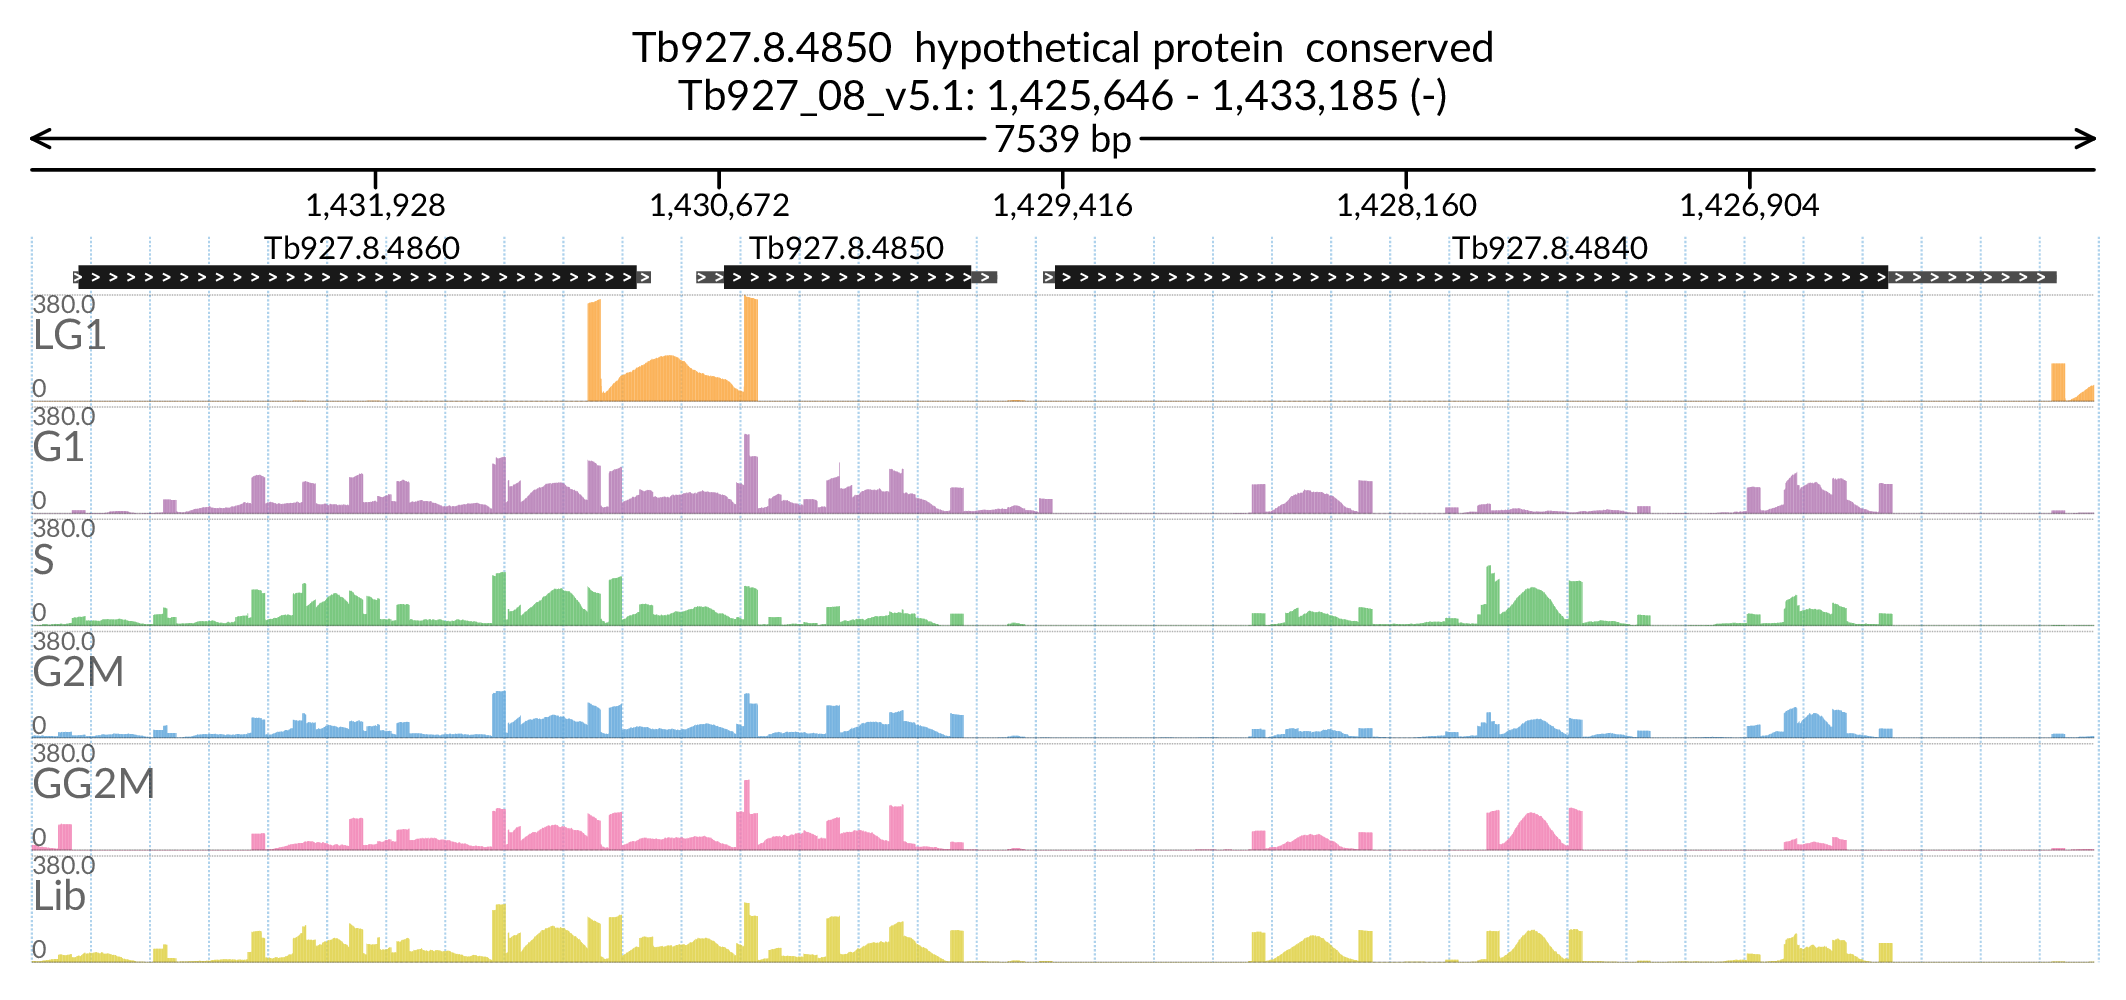 Tb927.8.4850 hypothetical protein conserved
Tb927_08_v5.1: 1,425,646 - 1,433,185 (-)
7539 bp
1,431,928 1,430,672 1,429,416 1,428,160 1,426,904
Tb927.8.4860 Tb927.8.4850 Tb927.8.4840
380.0
LG1
0
380.0
G1
0
380.0
S
0
380.0
G2M
0
380.0
GG2M
0
380.0
Lib
0